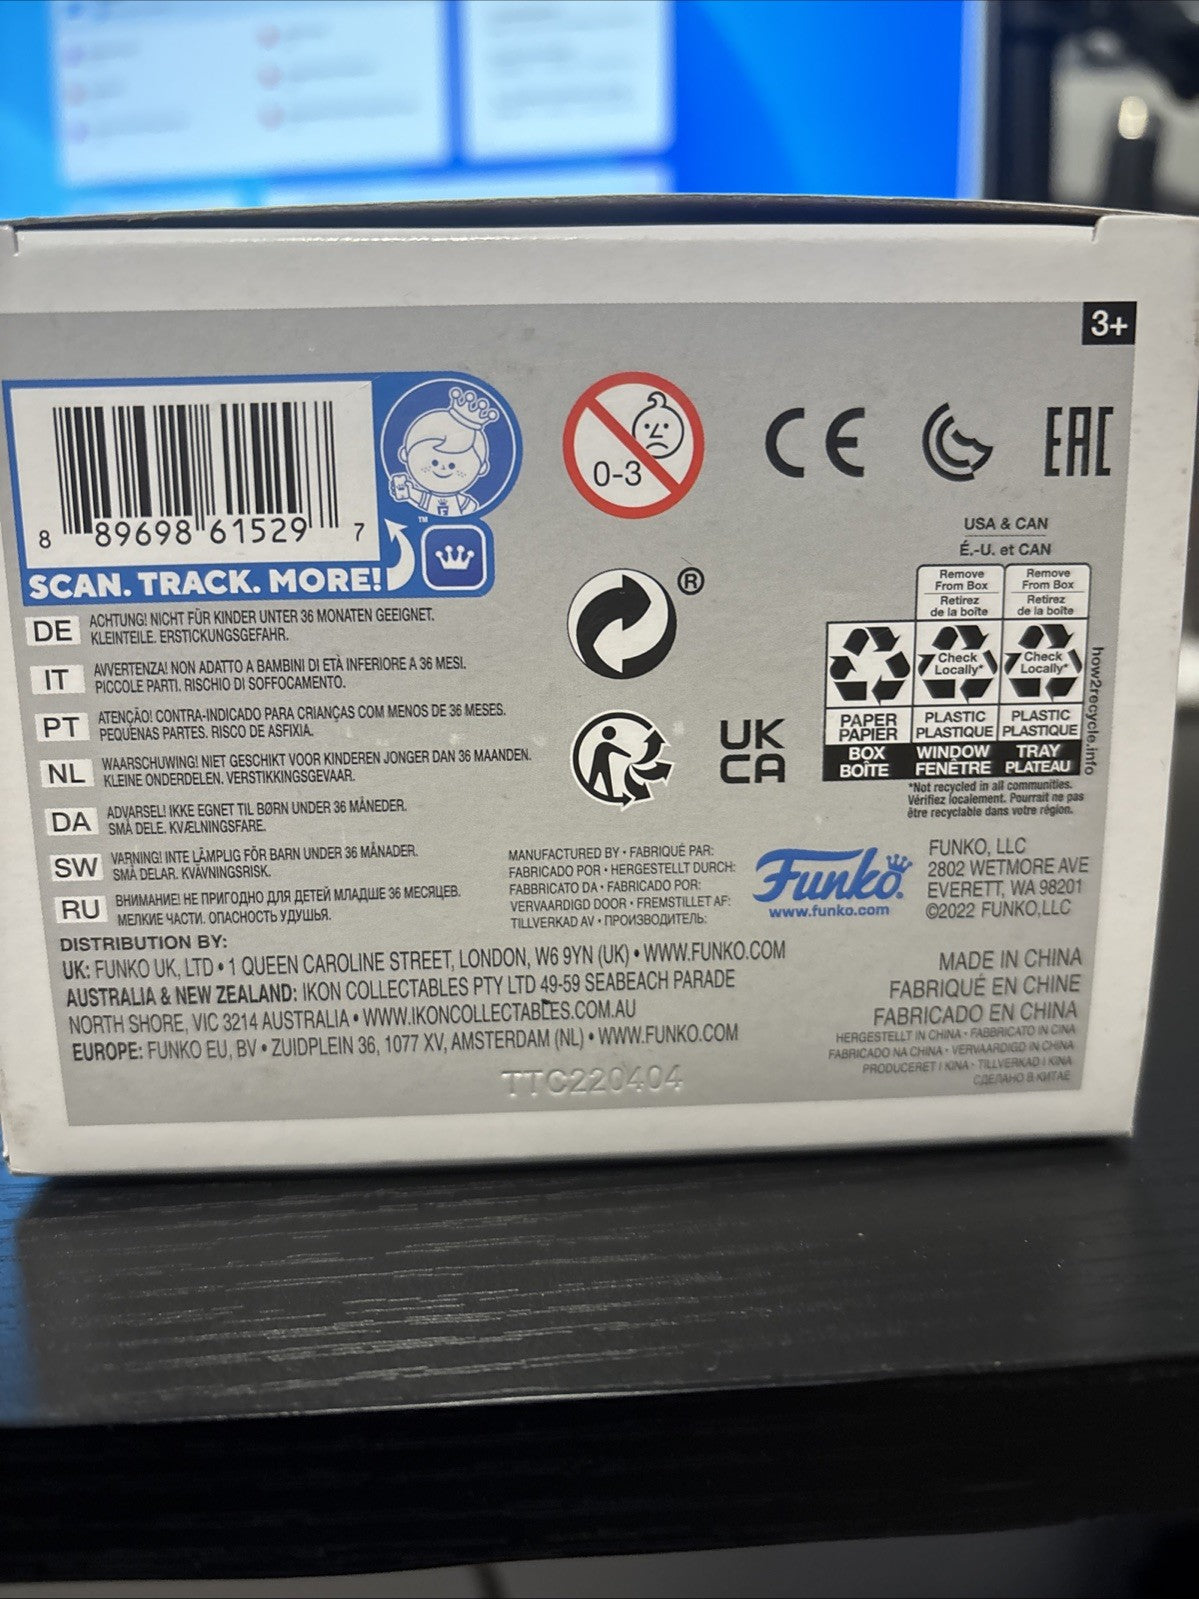 3+
8 89698 61529 7
SCAN. TRACK. MORE!
™
0-3
CE
EAC
®
DE ACHTUNG! NICHT FÜR KINDER UNTER 36 MONATEN GEEIGNET.
KLEINTEILE. ERSTICKUNGSGEFAHR.
IT AVVERTENZA! NON ADATTO A BAMBINI DI ETÀ INFERIORE A 36 MESI.
PICCOLE PARTI. RISCHIO DI SOFFOCAMENTO.
PT ATENÇÃO! CONTRA-INDICADO PARA CRIANÇAS COM MENOS DE 36 MESES.
PEQUENAS PARTES. RISCO DE ASFIXIA.
NL WAARSCHUWING! NIET GESCHIKT VOOR KINDEREN JONGER DAN 36 MAANDEN.
KLEINE ONDERDELEN. VERSTIKKINGSGEVAAR.
DA ADVARSEL! IKKE EGNET TIL BØRN UNDER 36 MÅNEDER.
SMÅ DELE. KVÆLNINGSFARE.
SW VARNING! INTE LÄMPLIG FÖR BARN UNDER 36 MÅNADER.
SMÅ DELAR. KVÄVNINGSRISK.
RU ВНИМАНИЕ! НЕ ПРИГОДНО ДЛЯ ДЕТЕЙ МЛАДШЕ 36 МЕСЯЦЕВ.
МЕЛКИЕ ЧАСТИ. ОПАСНОСТЬ УДУШЬЯ.
USA & CAN
É.-U. et CAN
Remove From Box Remove From Box
Retirez de la boîte Retirez de la boîte
Check Locally* Check Locally*
PAPER PLASTIC PLASTIC
PAPIER PLASTIQUE PLASTIQUE
BOX WINDOW TRAY
BOÎTE FENÊTRE PLATEAU
how2recycle.info
*Not recycled in all communities.
Vérifiez localement. Pourrait ne pas
être recyclable dans votre région.
UK
CA
MANUFACTURED BY • FABRIQUÉ PAR:
FABRICADO POR • HERGESTELLT DURCH:
FABBRICATO DA • FABRICADO POR:
VERVAARDIGD DOOR • FREMSTILLET AF:
TILLVERKAD AV • ПРОИЗВОДИТЕЛЬ:
Funko
www.funko.com
FUNKO, LLC
2802 WETMORE AVE
EVERETT, WA 98201
©2022 FUNKO,LLC
DISTRIBUTION BY:
UK: FUNKO UK, LTD • 1 QUEEN CAROLINE STREET, LONDON, W6 9YN (UK) • WWW.FUNKO.COM
AUSTRALIA & NEW ZEALAND: IKON COLLECTABLES PTY LTD 49-59 SEABEACH PARADE
NORTH SHORE, VIC 3214 AUSTRALIA • WWW.IKONCOLLECTABLES.COM.AU
EUROPE: FUNKO EU, BV • ZUIDPLEIN 36, 1077 XV, AMSTERDAM (NL) • WWW.FUNKO.COM
MADE IN CHINA
FABRIQUÉ EN CHINE
FABRICADO EN CHINA
HERGESTELLT IN CHINA • FABBRICATO IN CINA
FABRICADO NA CHINA • VERVAARDIGD IN CHINA
PRODUCERET I KINA • TILLVERKAD I KINA
СДЕЛАНО В КИТАЕ
TTC220404